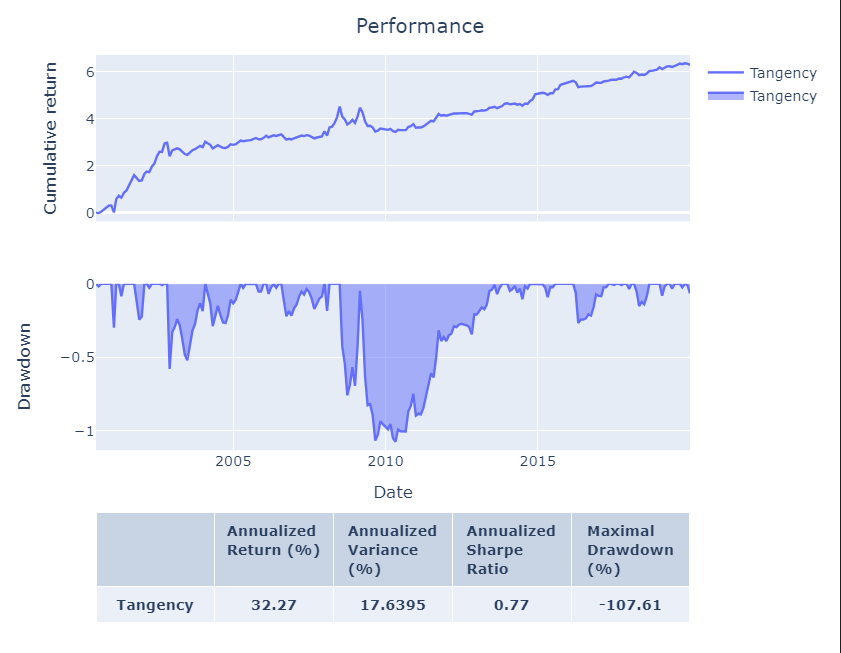 Performance
Cumulative return
6
4
2
0
Tangency
Tangency
Drawdown
0
−0.5
−1
2005 2010 2015
Date
Annualized Return (%)
Annualized Variance (%)
Annualized Sharpe Ratio
Maximal Drawdown (%)
Tangency 32.27 17.6395 0.77 -107.61